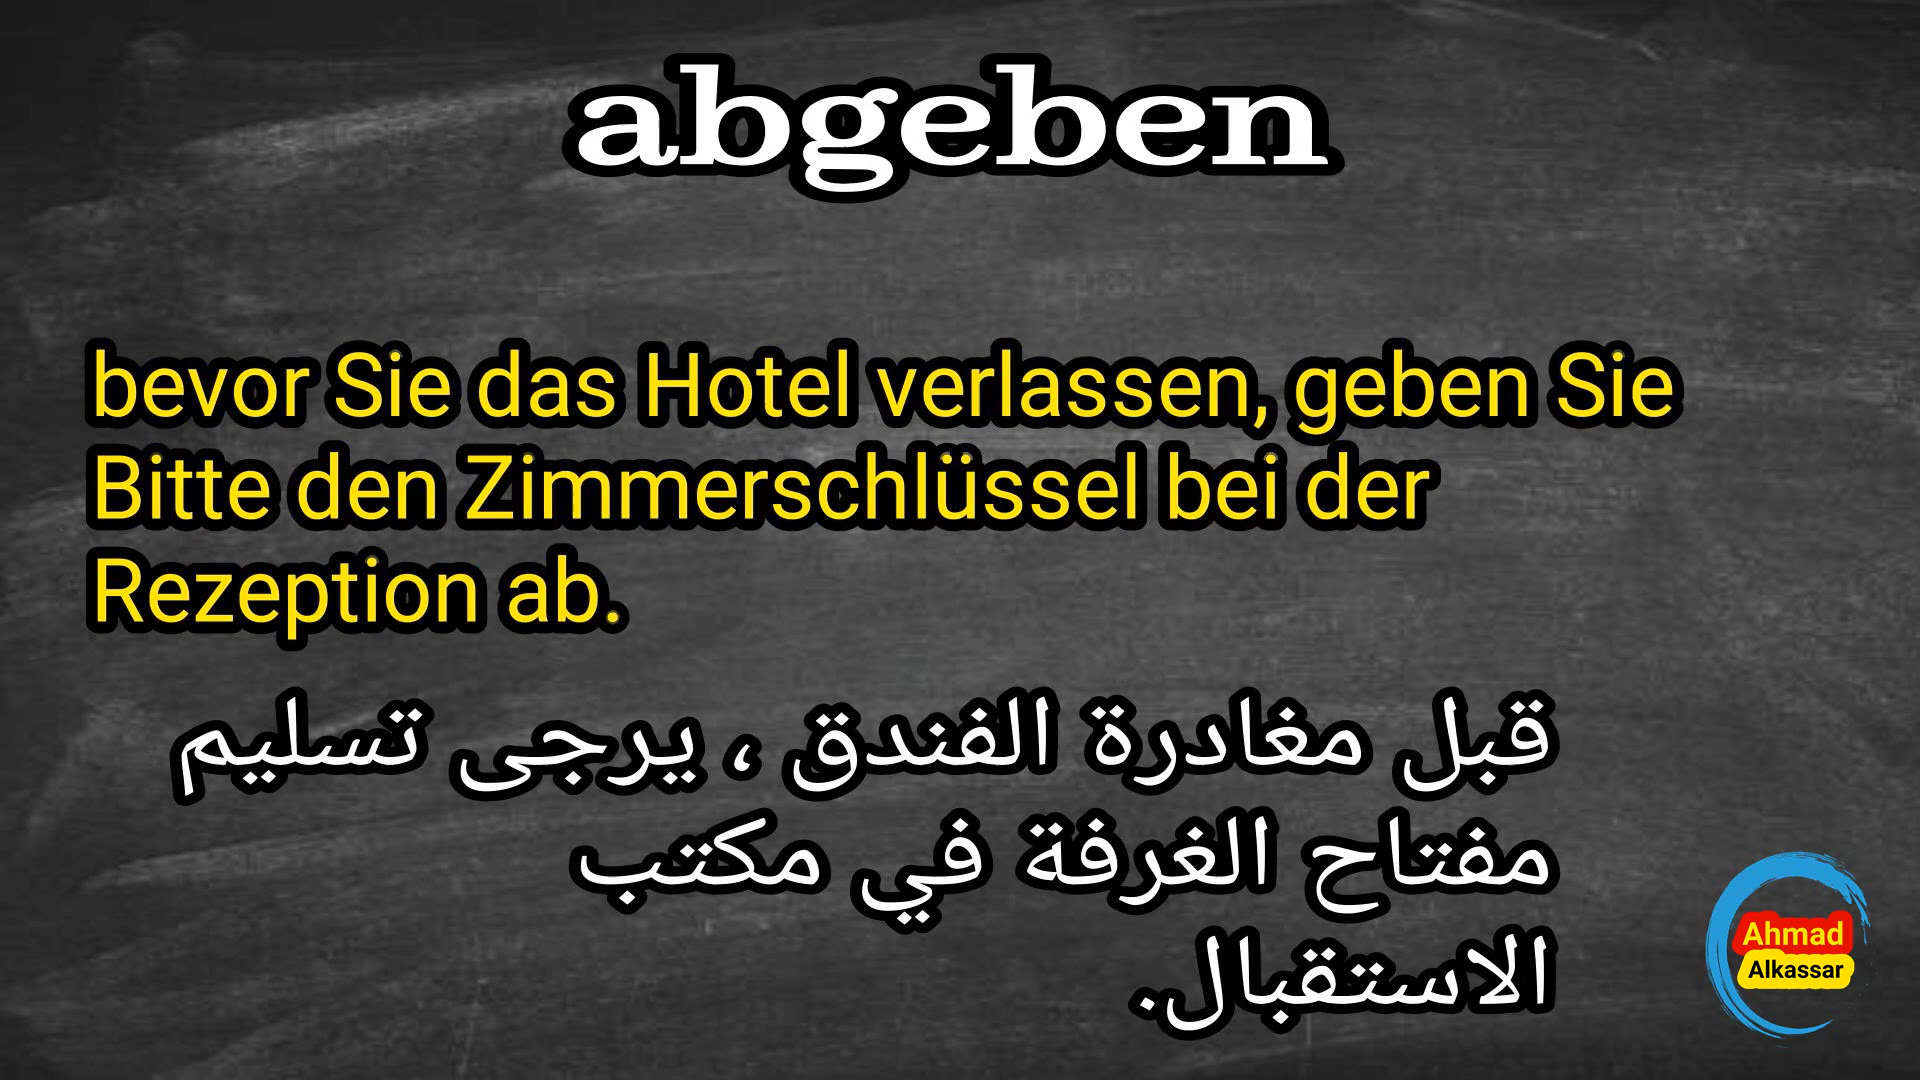 abgeben
bevor Sie das Hotel verlassen, geben Sie
Bitte den Zimmerschlüssel bei der
Rezeption ab.
قبل مغادرة الفندق ، يرجى تسليم
مفتاح الغرفة في مكتب
الاستقبال.
Ahmad
Alkassar